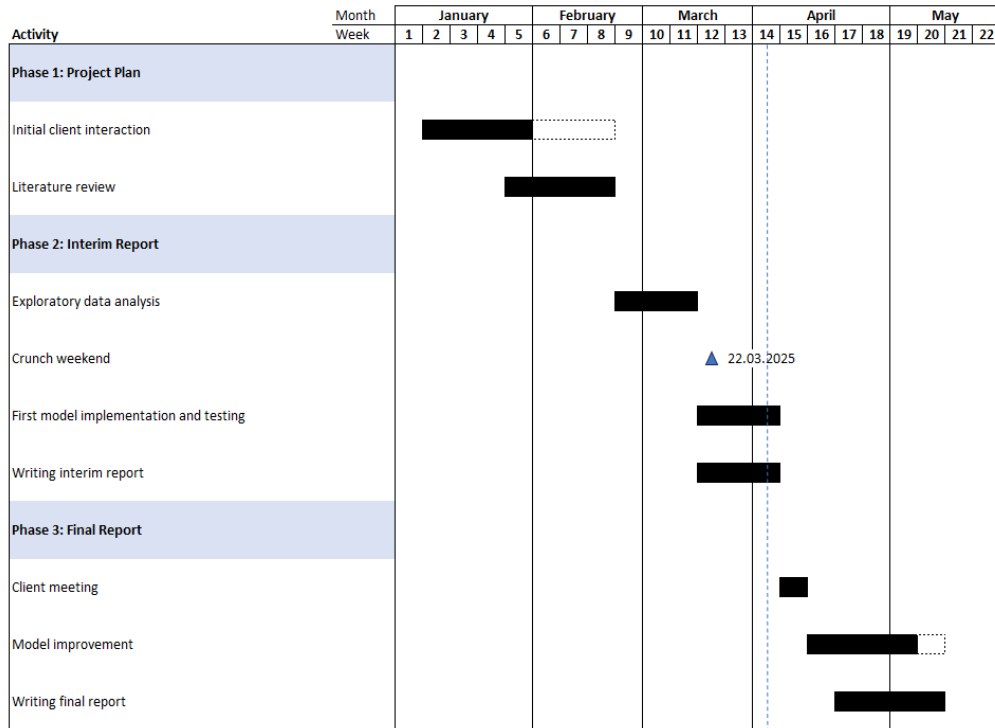 Month January February March April May
Activity Week 1 2 3 4 5 6 7 8 9 10 11 12 13 14 15 16 17 18 19 20 21 22
Phase 1: Project Plan
Initial client interaction
Literature review
Phase 2: Interim Report
Exploratory data analysis
Crunch weekend 22.03.2025
First model implementation and testing
Writing interim report
Phase 3: Final Report
Client meeting
Model improvement
Writing final report